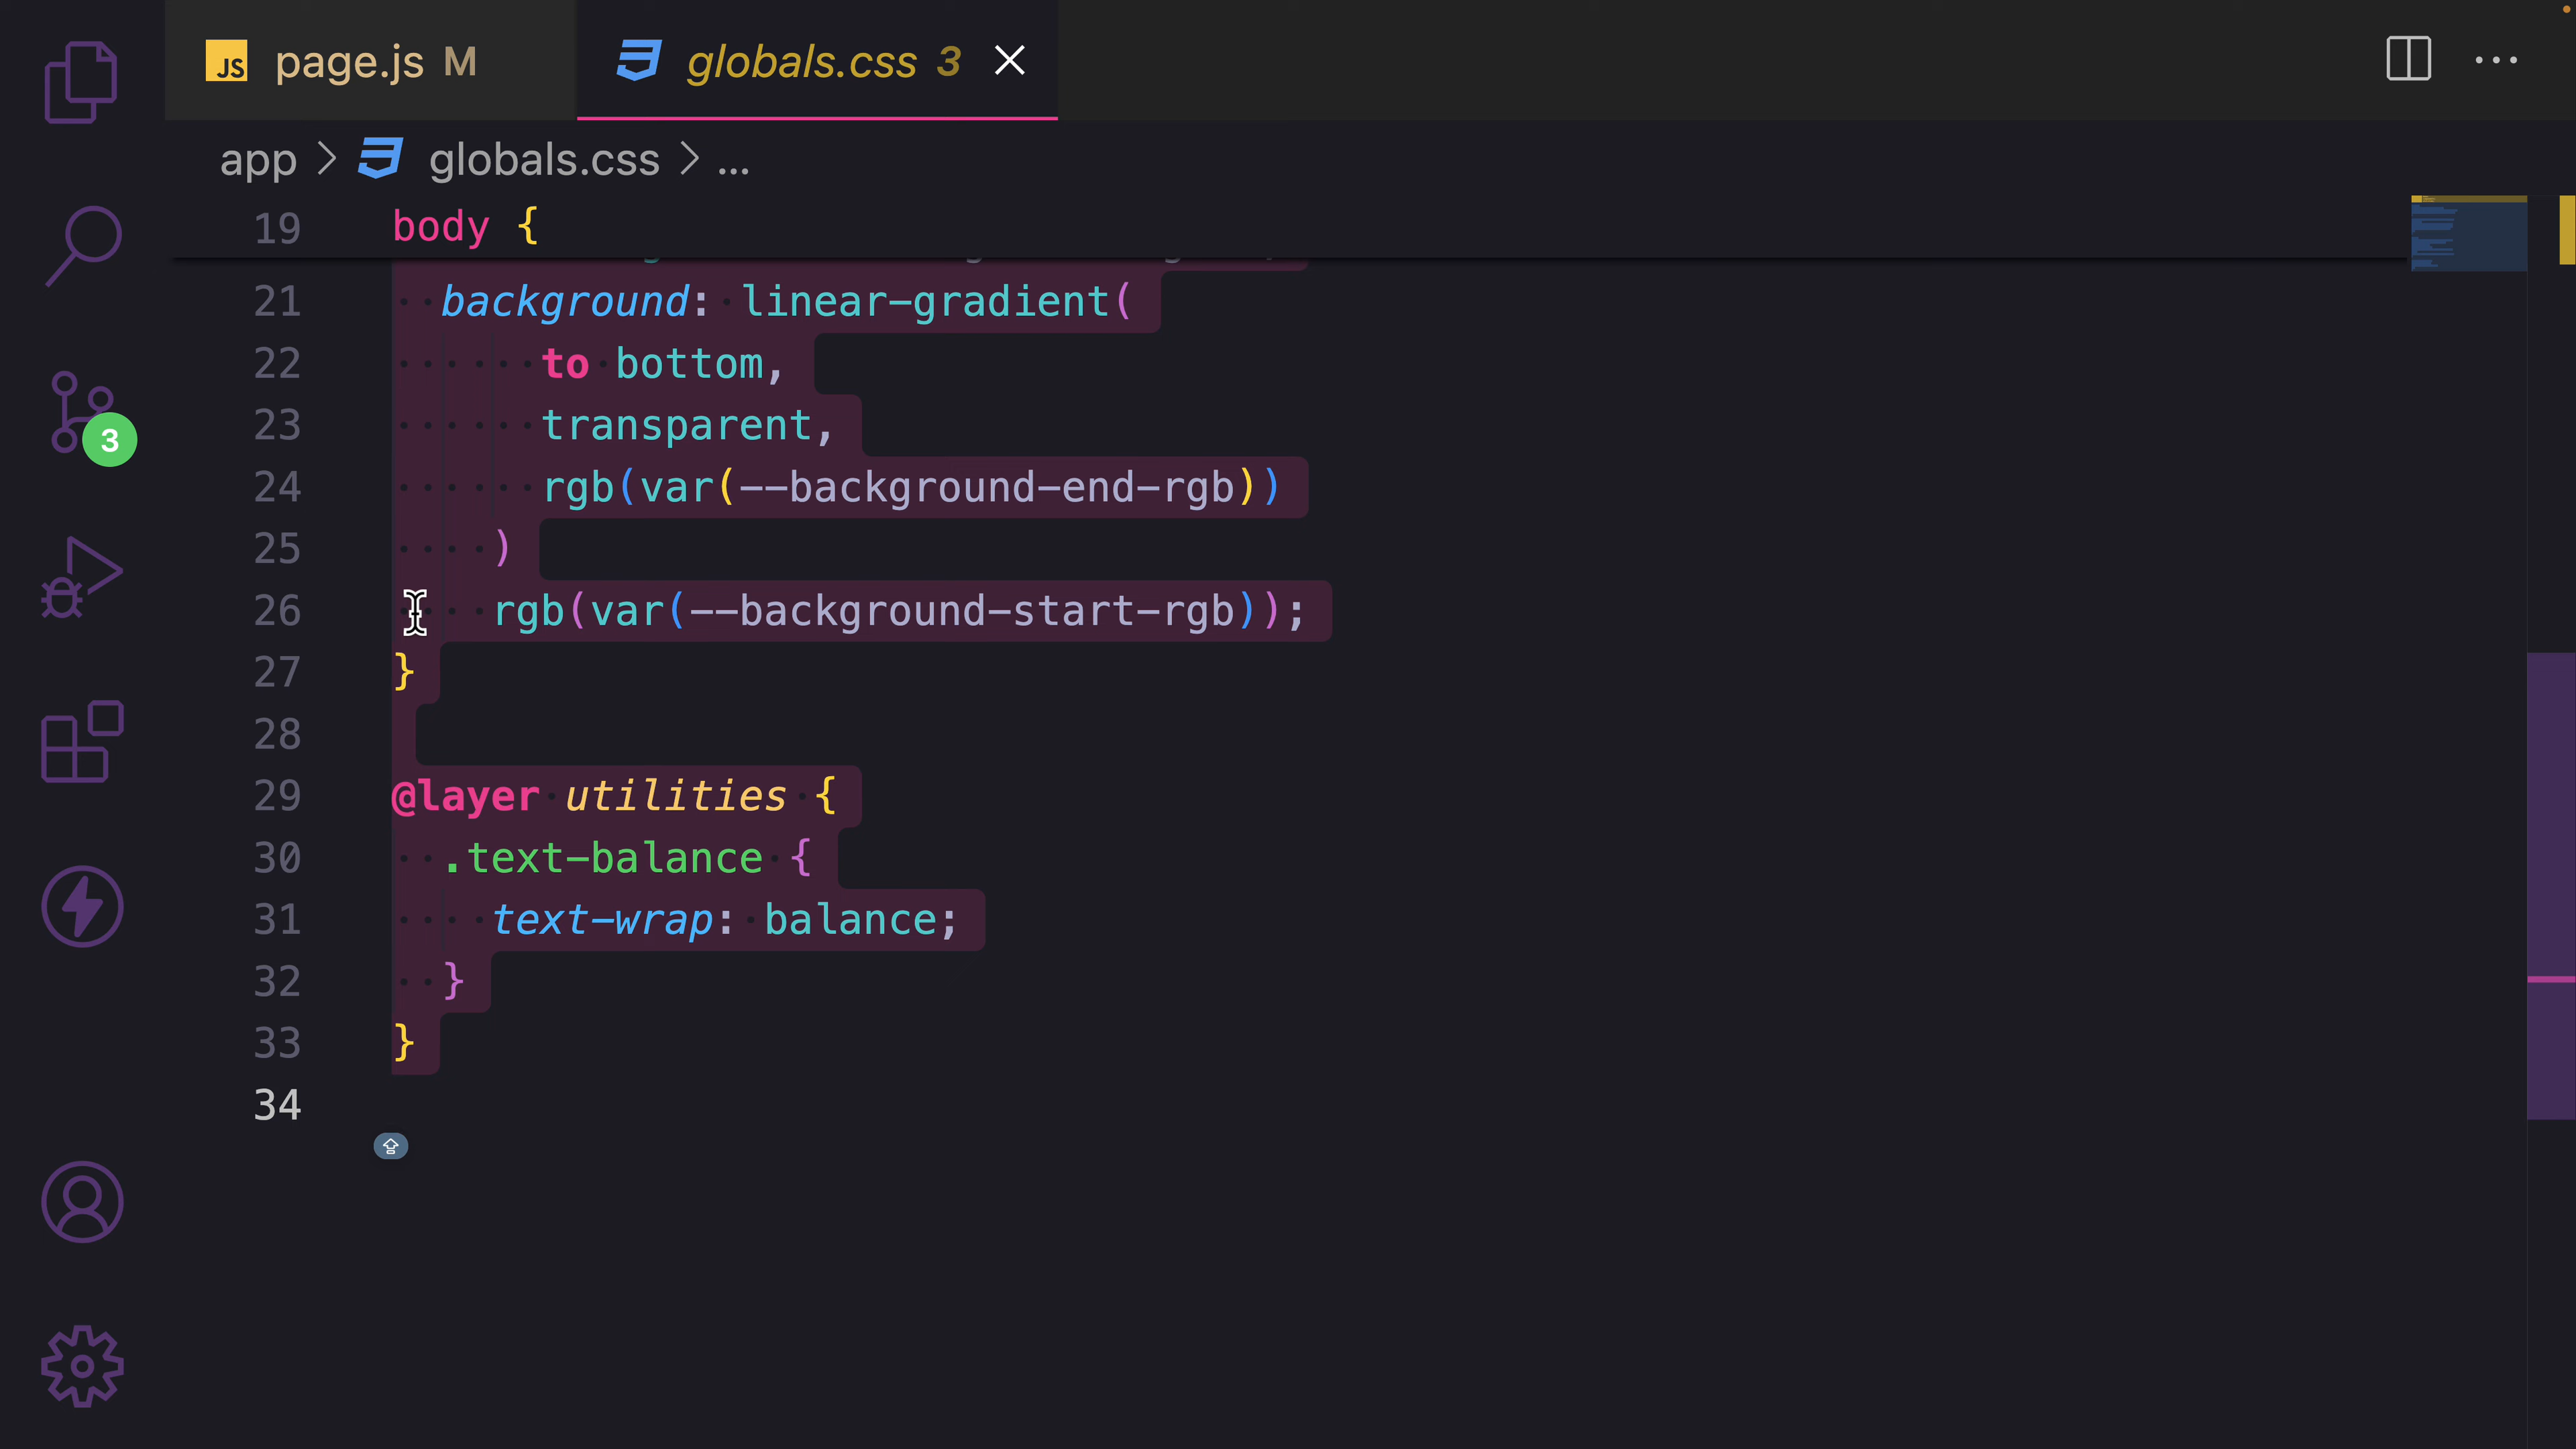 JS page.js M
globals.css 3
app > globals.css > ...
19 body {
21 background: linear-gradient(
22 to bottom,
23 transparent,
24 rgb(var(--background-end-rgb))
25 )
26 rgb(var(--background-start-rgb));
27 }
28
29 @layer utilities {
30 .text-balance {
31 text-wrap: balance;
32 }
33 }
34
3